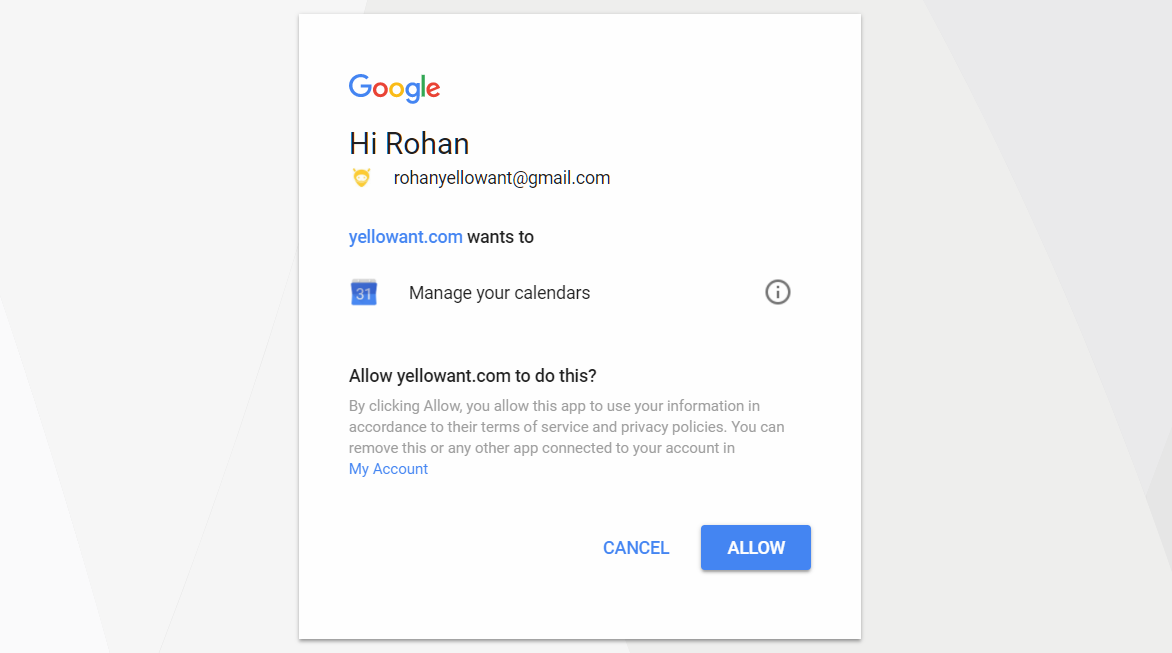 Google
Hi Rohan
rohanyellowant@gmail.com
yellowant.com wants to
31
Manage your calendars
Allow yellowant.com to do this?
By clicking Allow, you allow this app to use your information in
accordance to their terms of service and privacy policies. You can
remove this or any other app connected to your account in
My Account
CANCEL
ALLOW